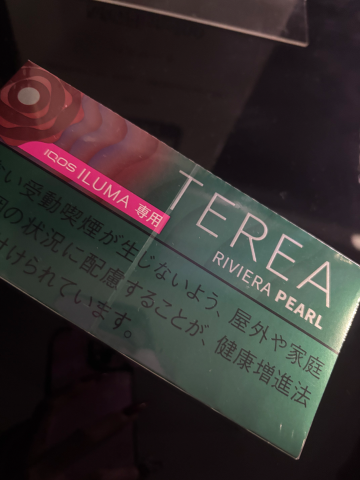 IQOS ILUMA 専用
TEREA
RIVIERA PEARL
い受動喫煙が生じないよう、屋外や家庭
の状況に配慮することが、健康増進法
けられています。